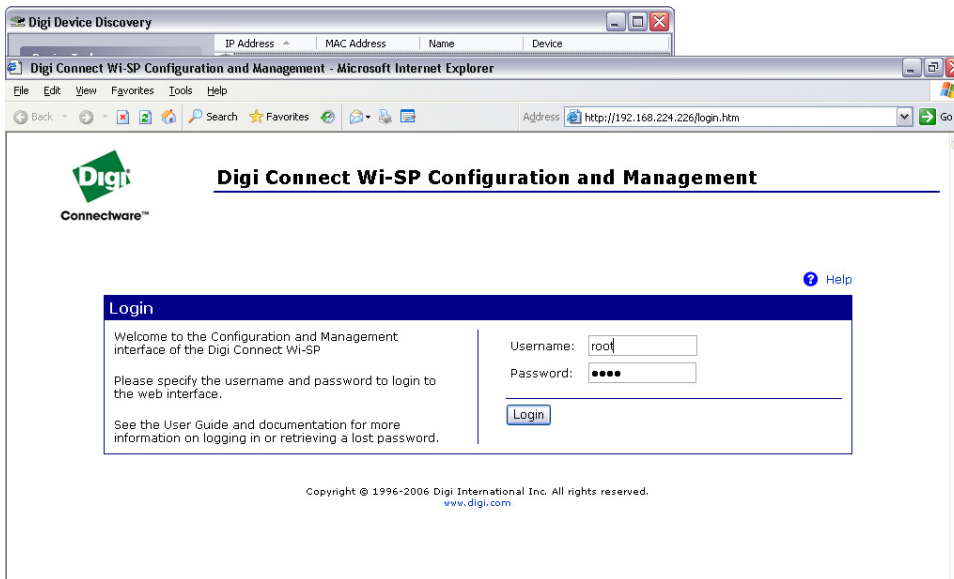 Digi Device Discovery
IP Address MAC Address Name Device
Digi Connect Wi-SP Configuration and Management - Microsoft Internet Explorer
File Edit View Favorites Tools Help
Back Search Favorites Address http://192.168.224.226/login.htm Go
Digi
Connectware™
Digi Connect Wi-SP Configuration and Management
? Help
Login
Welcome to the Configuration and Management
interface of the Digi Connect Wi-SP
Please specify the username and password to login to
the web interface.
See the User Guide and documentation for more
information on logging in or retrieving a lost password.
Username: root
Password: ••••
Login
Copyright © 1996-2006 Digi International Inc. All rights reserved.
www.digi.com